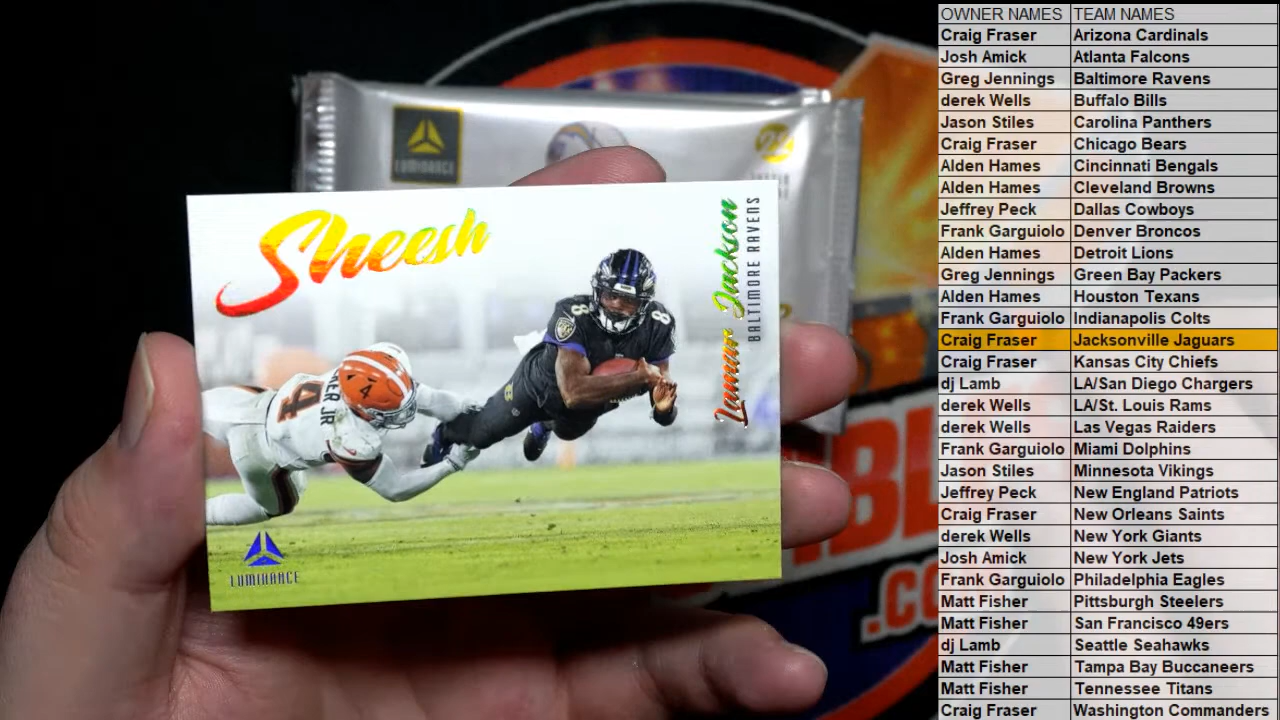 Sheesh
Lamar Jackson
BALTIMORE RAVENS
8
8
4
4
LUMINANCE
LUMINANCE
OWNER NAMES TEAM NAMES
Craig Fraser Arizona Cardinals
Josh Amick Atlanta Falcons
Greg Jennings Baltimore Ravens
derek Wells Buffalo Bills
Jason Stiles Carolina Panthers
Craig Fraser Chicago Bears
Alden Hames Cincinnati Bengals
Alden Hames Cleveland Browns
Jeffrey Peck Dallas Cowboys
Frank Garguiolo Denver Broncos
Alden Hames Detroit Lions
Greg Jennings Green Bay Packers
Alden Hames Houston Texans
Frank Garguiolo Indianapolis Colts
Craig Fraser Jacksonville Jaguars
Craig Fraser Kansas City Chiefs
dj Lamb LA/San Diego Chargers
derek Wells LA/St. Louis Rams
derek Wells Las Vegas Raiders
Frank Garguiolo Miami Dolphins
Jason Stiles Minnesota Vikings
Jeffrey Peck New England Patriots
Craig Fraser New Orleans Saints
derek Wells New York Giants
Josh Amick New York Jets
Frank Garguiolo Philadelphia Eagles
Matt Fisher Pittsburgh Steelers
Matt Fisher San Francisco 49ers
dj Lamb Seattle Seahawks
Matt Fisher Tampa Bay Buccaneers
Matt Fisher Tennessee Titans
Craig Fraser Washington Commanders